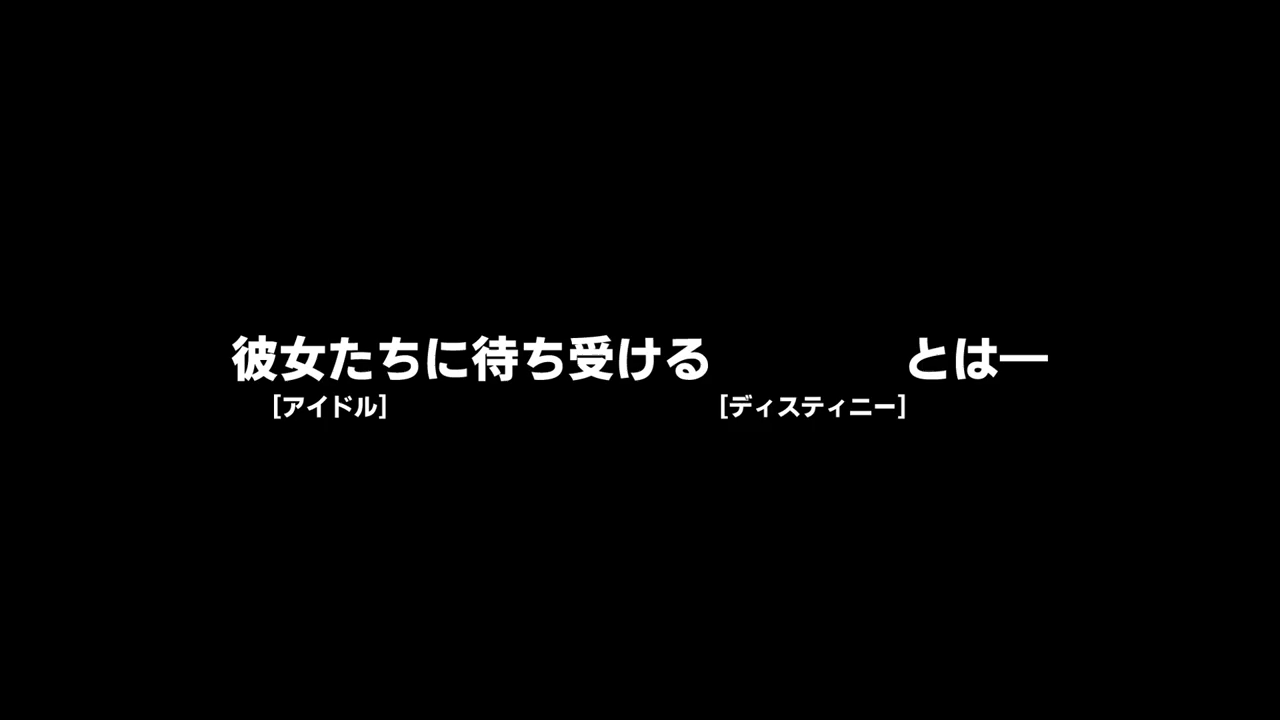 彼女たちに待ち受ける　　　　とは―
[アイドル]　[ディスティニー]